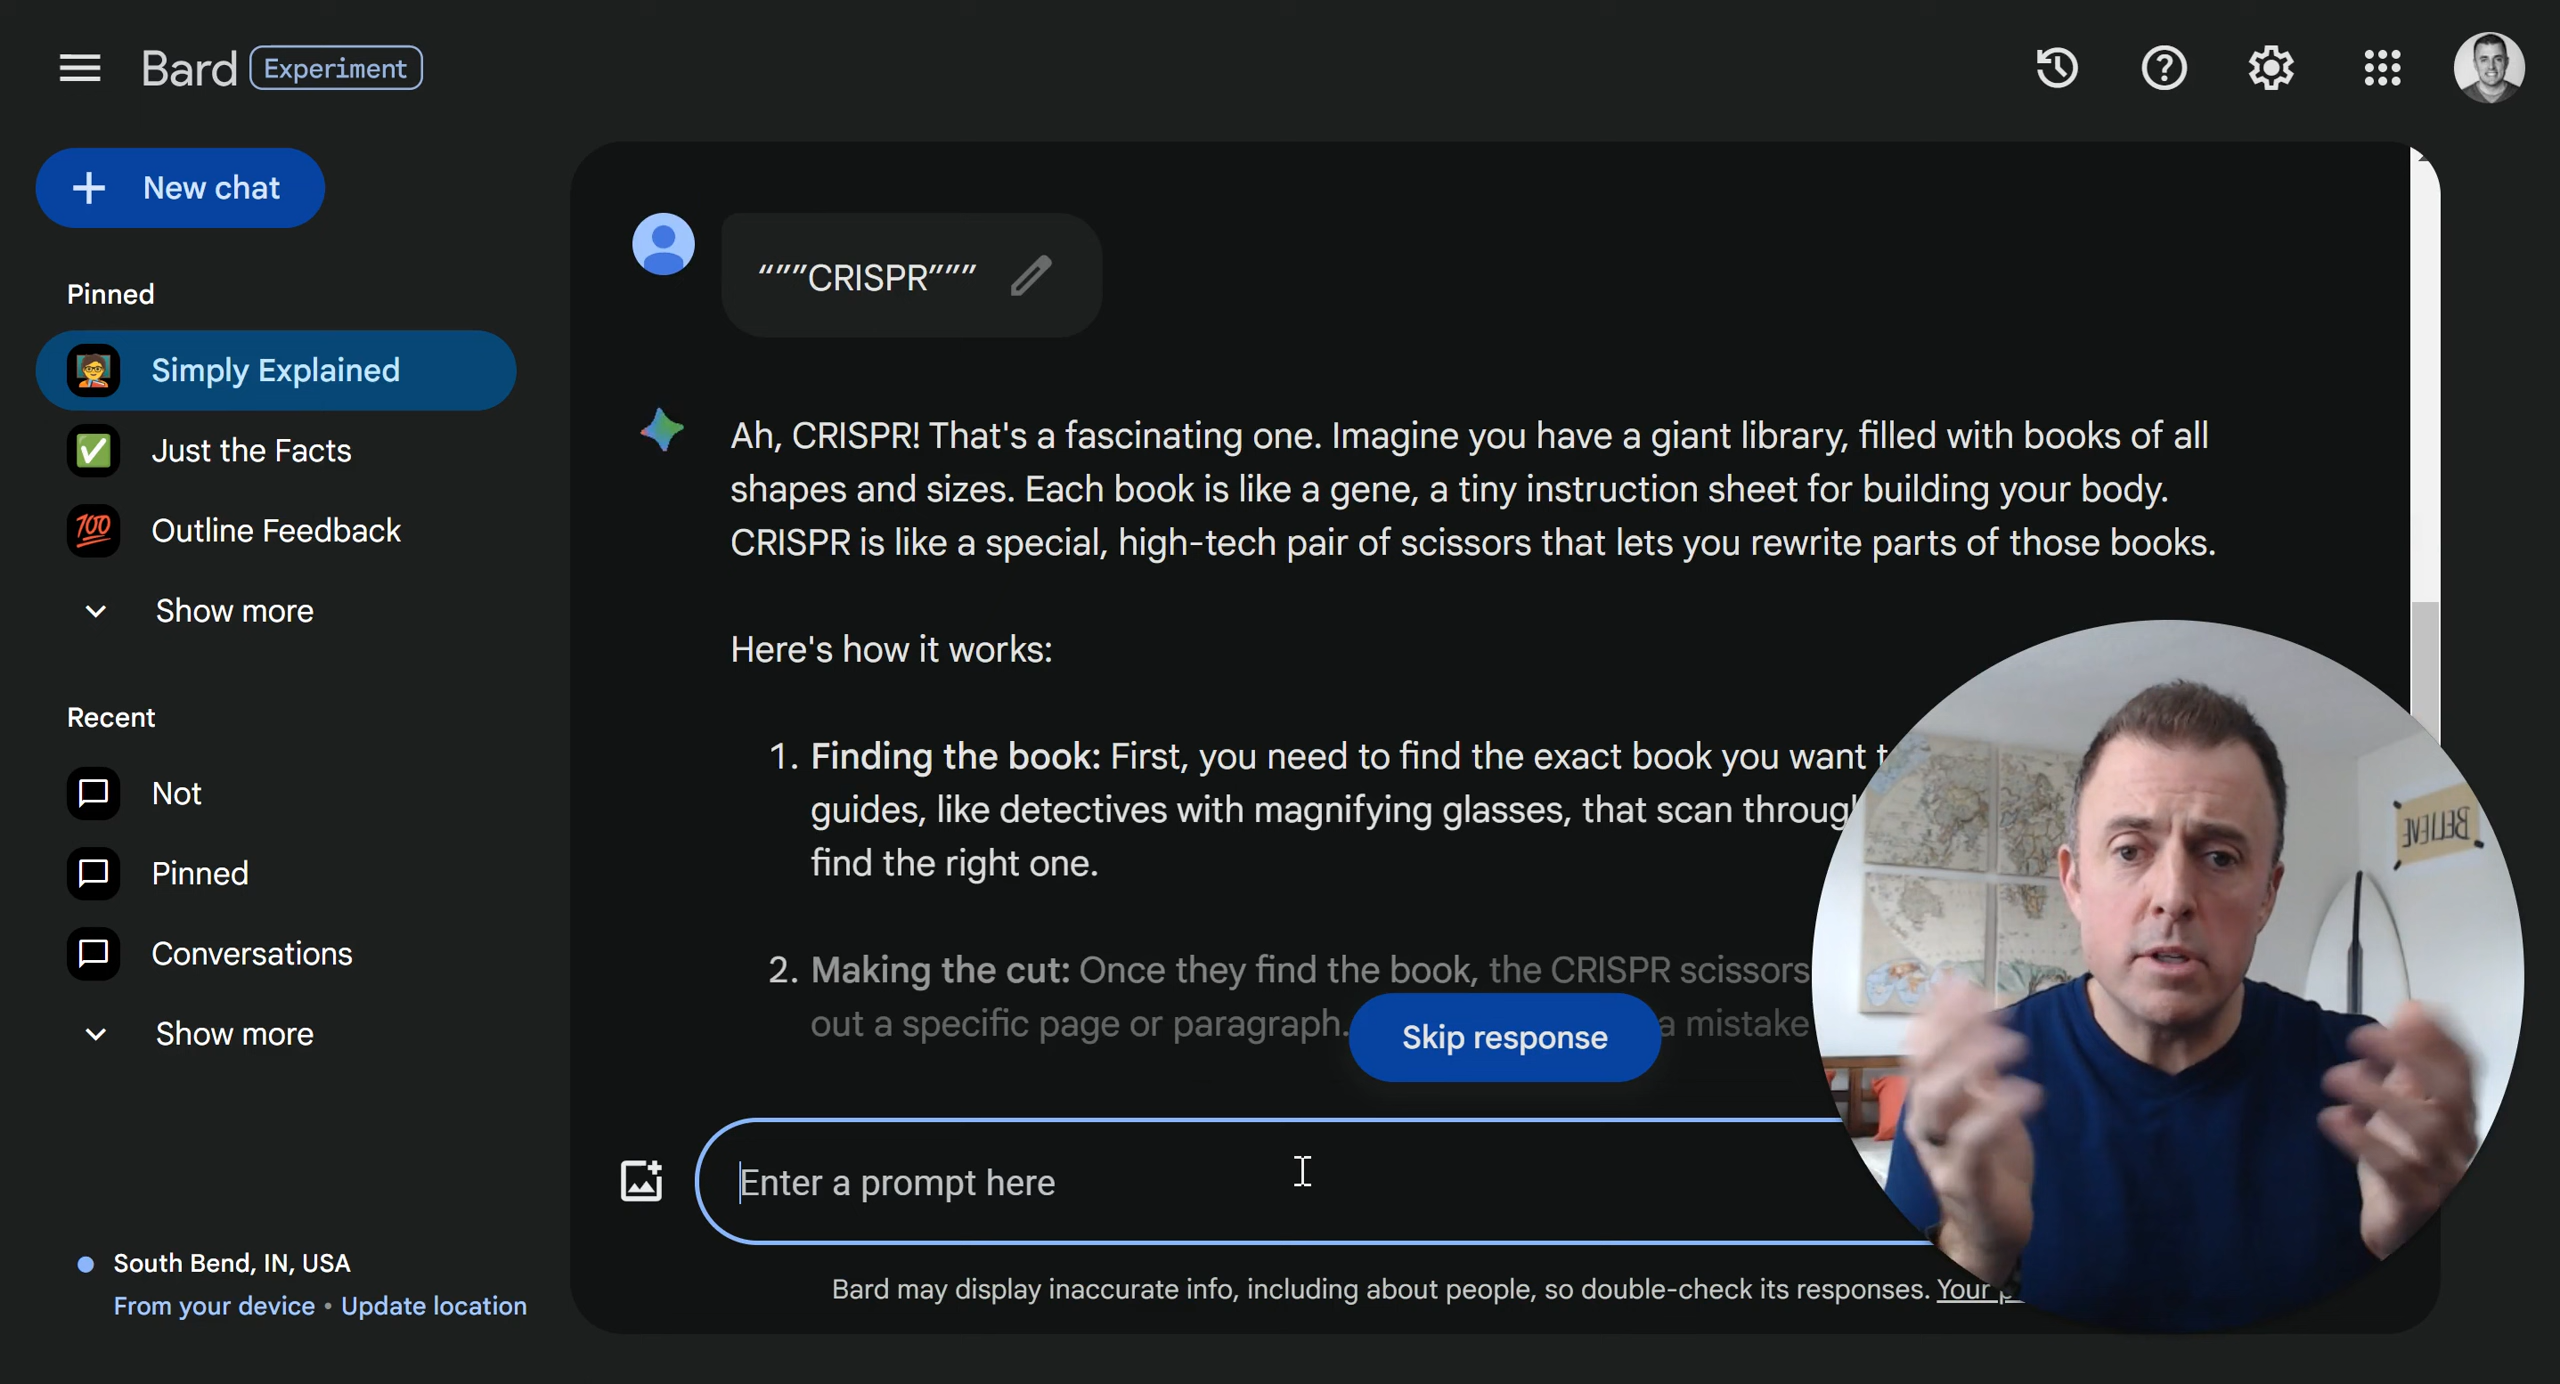 Bard Experiment
New chat
Pinned
Simply Explained
Just the Facts
Outline Feedback
Show more
Recent
Not
Pinned
Conversations
Show more
South Bend, IN, USA
From your device • Update location
“””CRISPR”””
Ah, CRISPR! That's a fascinating one. Imagine you have a giant library, filled with books of all
shapes and sizes. Each book is like a gene, a tiny instruction sheet for building your body.
CRISPR is like a special, high-tech pair of scissors that lets you rewrite parts of those books.
Here's how it works:
1. Finding the book: First, you need to find the exact book you want
guides, like detectives with magnifying glasses, that scan
find the right one.
2. Making the cut: Once they find the book, the CRISPR scissors
out a specific page or paragraph. a mistake
Skip response
Enter a prompt here
Bard may display inaccurate info, including about people, so double-check its responses. Your
BELIEVE
100